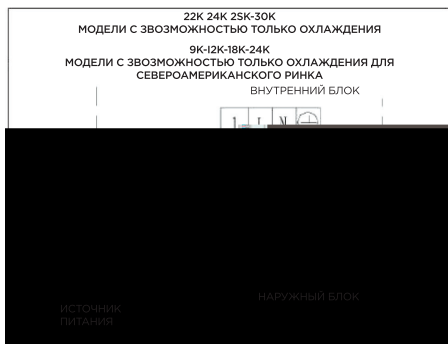 22K 24K 2SK-30K
МОДЕЛИ С ЗВОЗМОЖНОСТЬЮ ТОЛЬКО ОХЛАЖДЕНИЯ
9K-I2K-18K-24K
МОДЕЛИ С ЗВОЗМОЖНОСТЬЮ ТОЛЬКО ОХЛАЖДЕНИЯ ДЛЯ
СЕВЕРОАМЕРИКАНСКОГО РИНКА
ВНУТРЕННИЙ БЛОК
1 L N
НАРУЖНЫЙ БЛОК
ИСТОЧНИК
ПИТАНИЯ